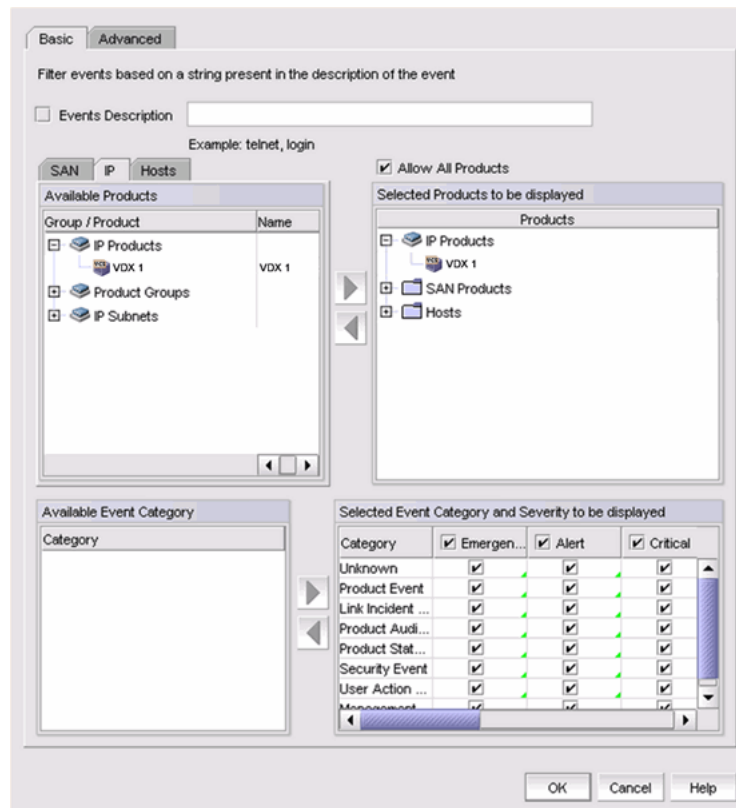 Basic Advanced
Filter events based on a string present in the description of the event
Events Description
Example: telnet, login
SAN IP Hosts
Allow All Products
Available Products
Selected Products to be displayed
Group / Product Name
Products
IP Products
VDX 1 VDX 1
Product Groups
IP Subnets
IP Products
VDX 1
SAN Products
Hosts
Available Event Category
Selected Event Category and Severity to be displayed
Category
Category Emergen... Alert Critical
Unknown
Product Event
Link Incident ...
Product Audi...
Product Stat...
Security Event
User Action ...
Management
OK Cancel Help